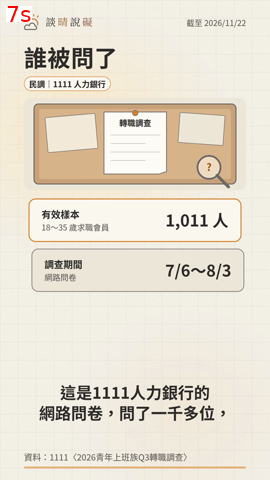 7s
談晴說礙
截至 2026/11/22
誰被問了
民調｜1111 人力銀行
轉職調查
?
有效樣本
18～35 歲求職會員
1,011 人
調查期間
網路問卷
7/6～8/3
這是1111人力銀行的
網路問卷，問了一千多位，
資料：1111〈2026青年上班族Q3轉職調查〉